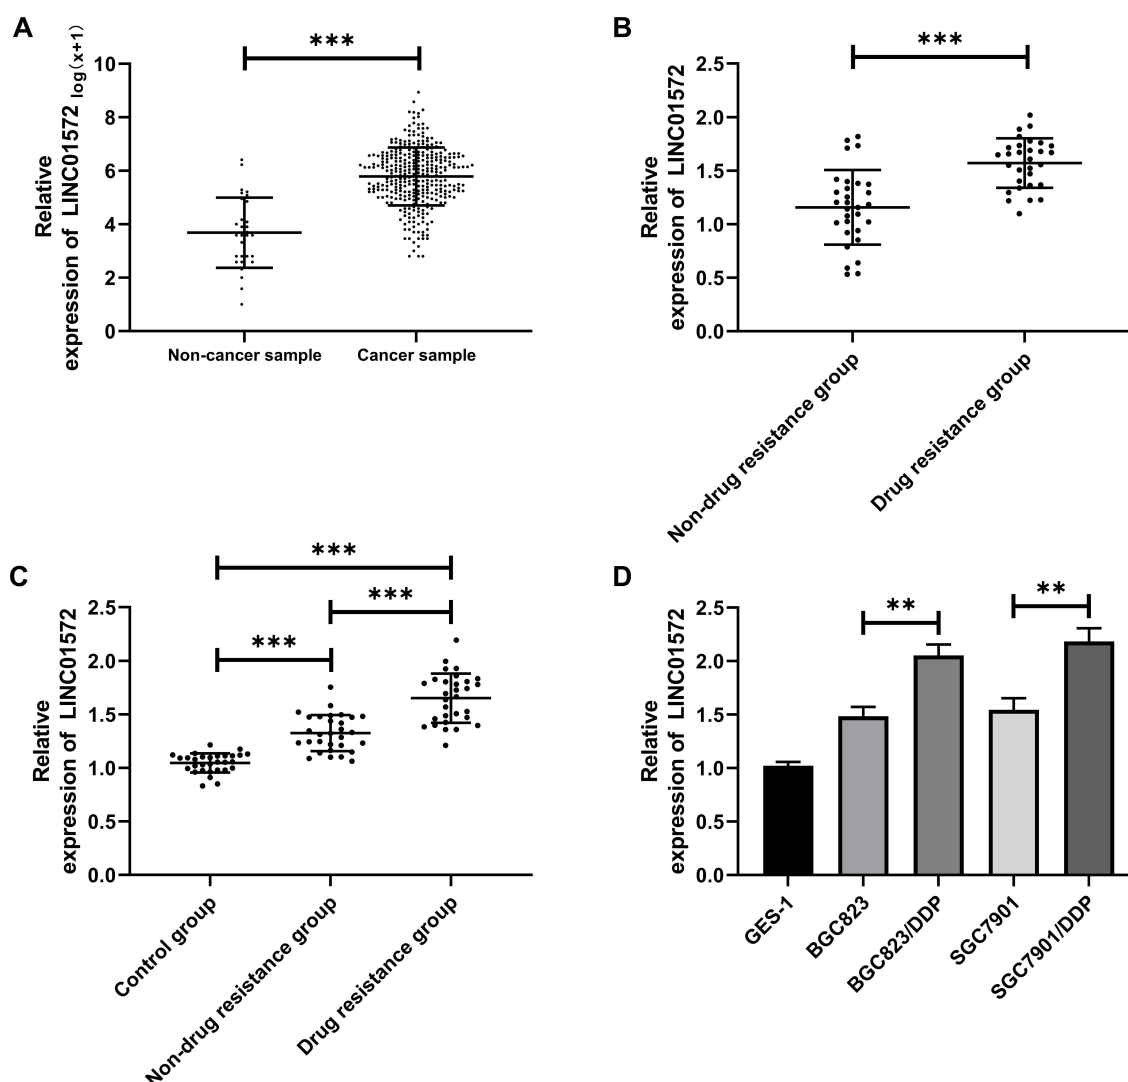 A
Relative
expression of LINC01572 log(x+1)
10
8
6
4
2
0
***
Non-cancer sample
Cancer sample
B
Relative
expression of LINC01572
2.5
2.0
1.5
1.0
0.5
0.0
***
Non-drug resistance group
Drug resistance group
C
Relative
expression of LINC01572
2.5
2.0
1.5
1.0
0.5
0.0
***
***
***
Control group
Non-drug resistance group
Drug resistance group
D
Relative
expression of LINC01572
2.5
2.0
1.5
1.0
0.5
0.0
**
**
GES-1
BGC823
BGC823/DDP
SGC7901
SGC7901/DDP